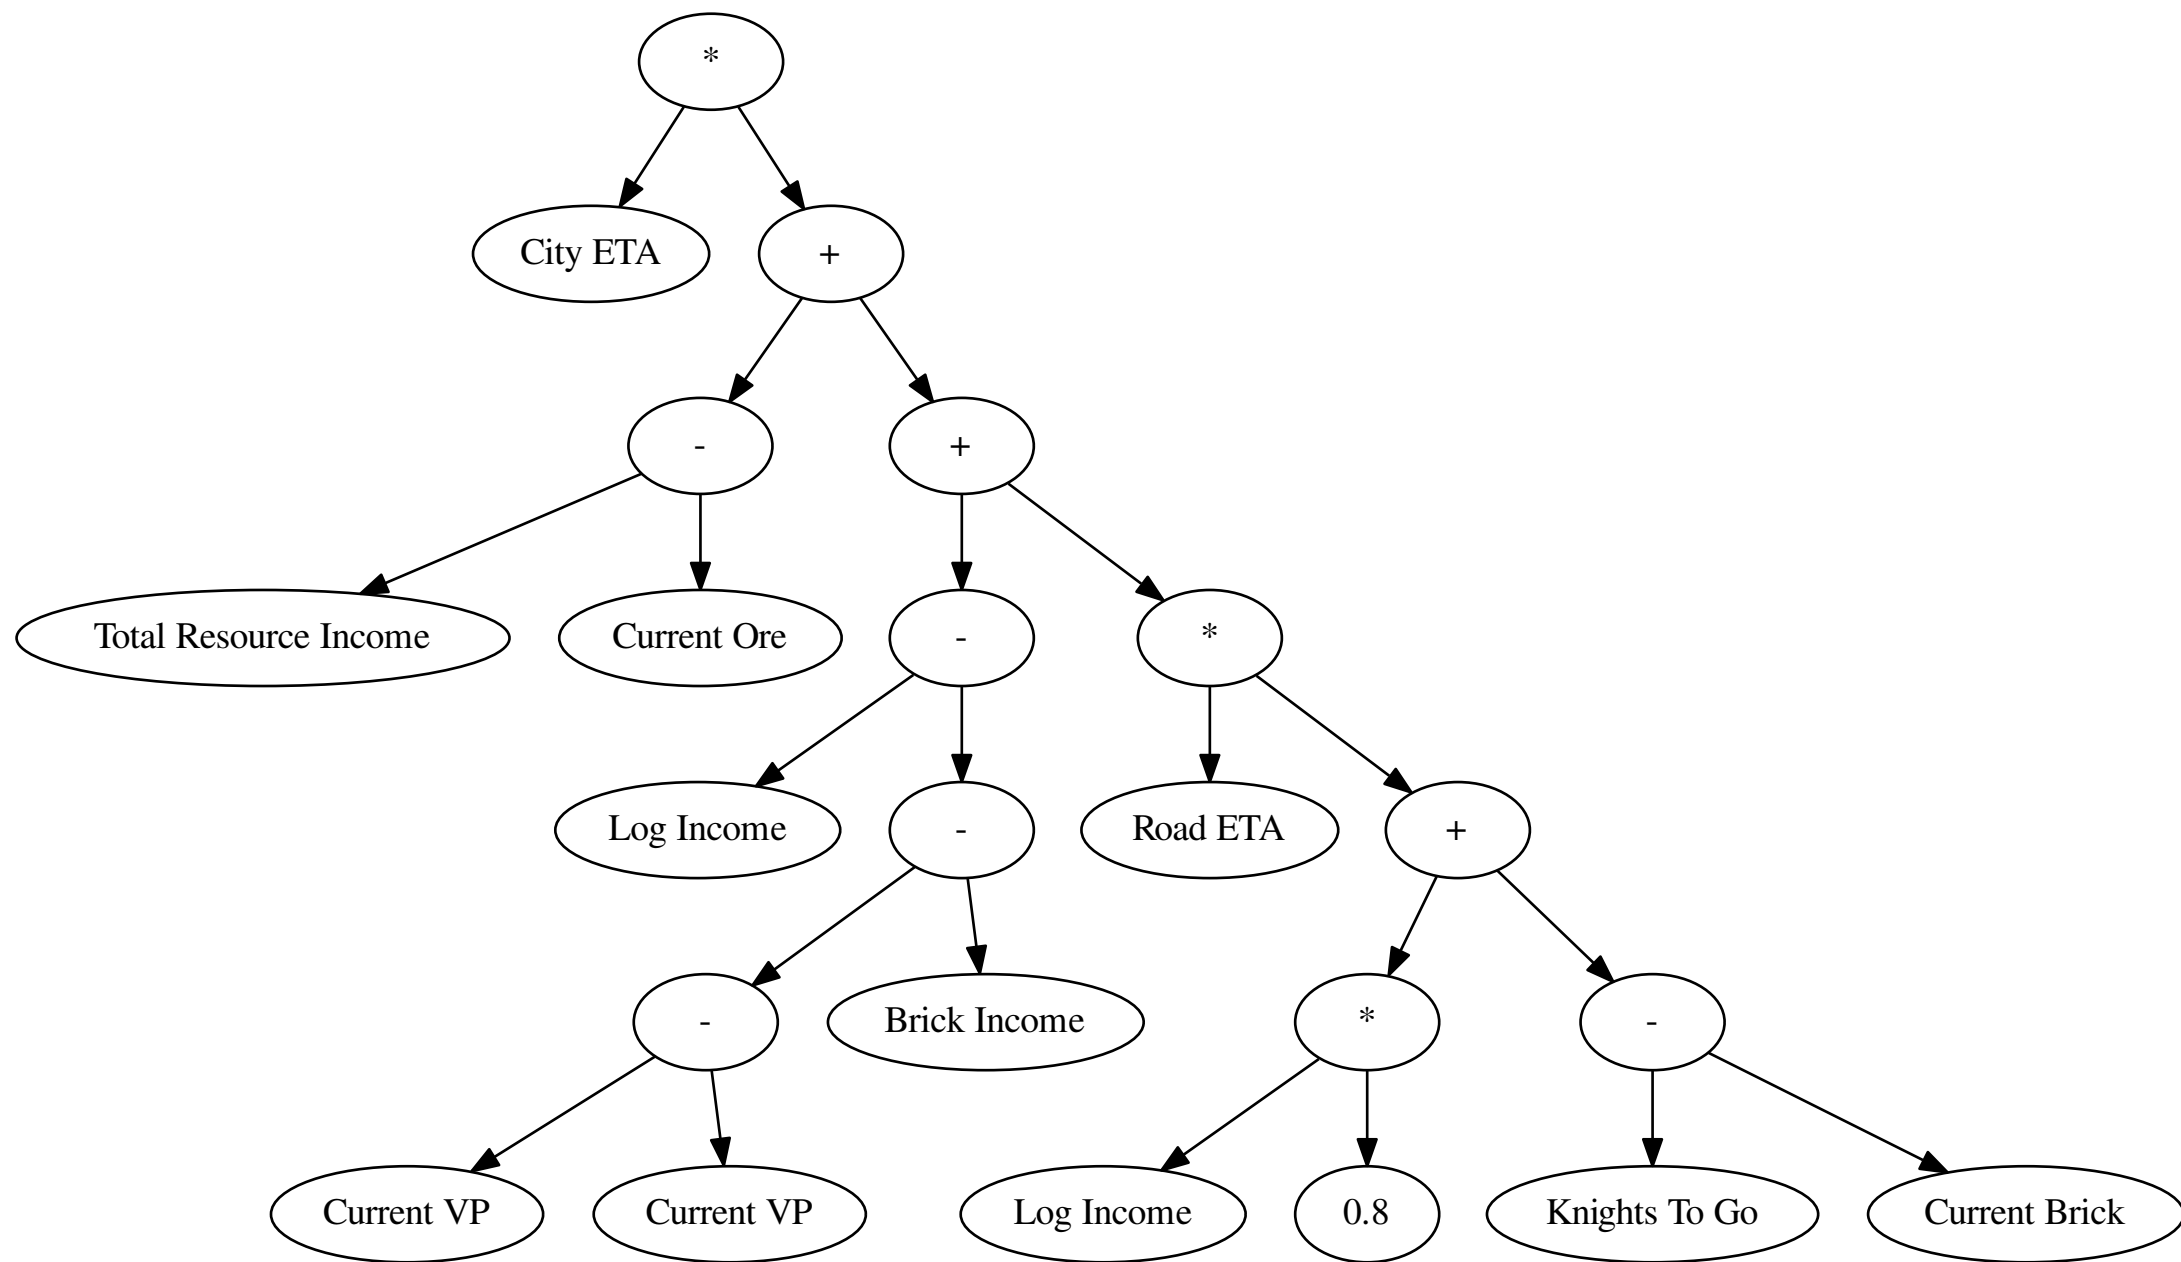 *
City ETA
+
-
+
Total Resource Income
Current Ore
-
*
Log Income
-
Road ETA
+
-
Brick Income
*
-
Current VP
Current VP
Log Income
0.8
Knights To Go
Current Brick